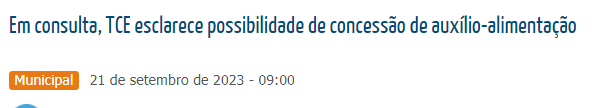 Em consulta, TCE esclarece possibilidade de concessão de auxílio-alimentação
Municipal 21 de setembro de 2023 - 09:00